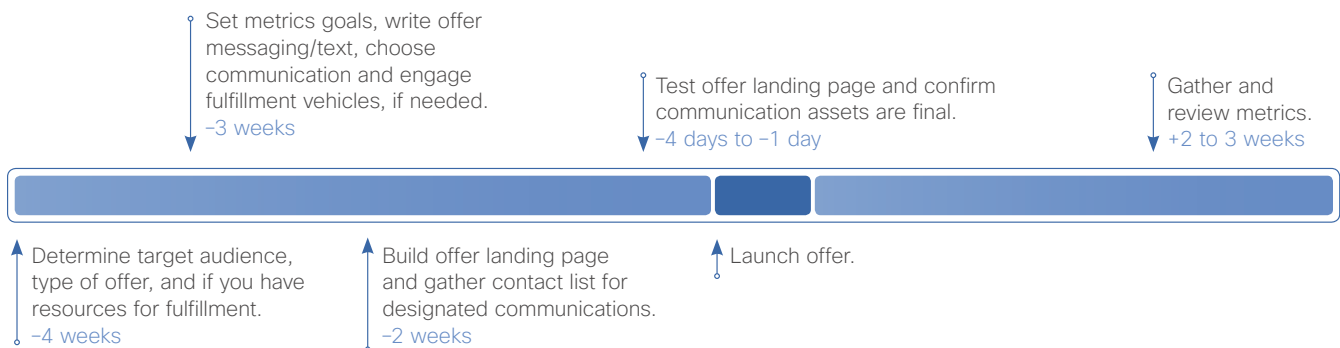 Set metrics goals, write offer
messaging/text, choose
communication and engage
fulfillment vehicles, if needed.
–3 weeks
Test offer landing page and confirm
communication assets are final.
–4 days to –1 day
Gather and
review metrics.
+2 to 3 weeks
Determine target audience,
type of offer, and if you have
resources for fulfillment.
–4 weeks
Build offer landing page
and gather contact list for
designated communications.
–2 weeks
Launch offer.